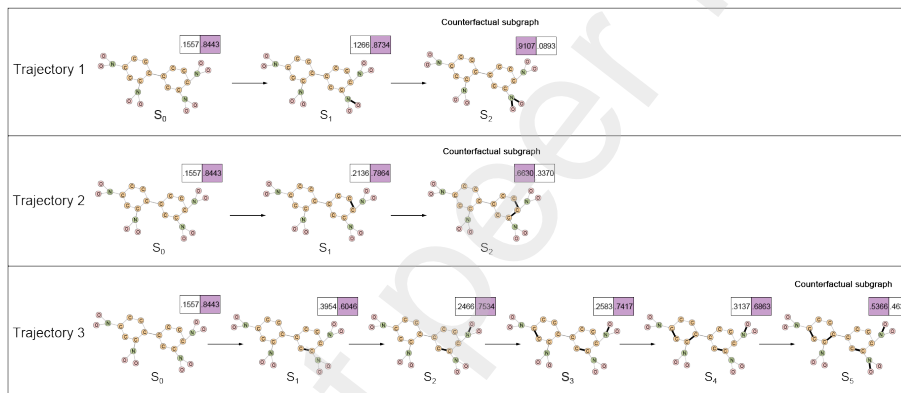 Counterfactual subgraph
.1557 .8443
.1266 .8734
.9107 .0893
Trajectory 1
S0
S1
S2
Counterfactual subgraph
.1557 .8443
.2136 .7864
.6630 .3370
Trajectory 2
S0
S1
S2
Counterfactual subgraph
.1557 .8443
.3954 .6046
.2466 .7534
.2583 .7417
.3137 .6863
.5366 .463
Trajectory 3
S0
S1
S2
S3
S4
S5
t peer r